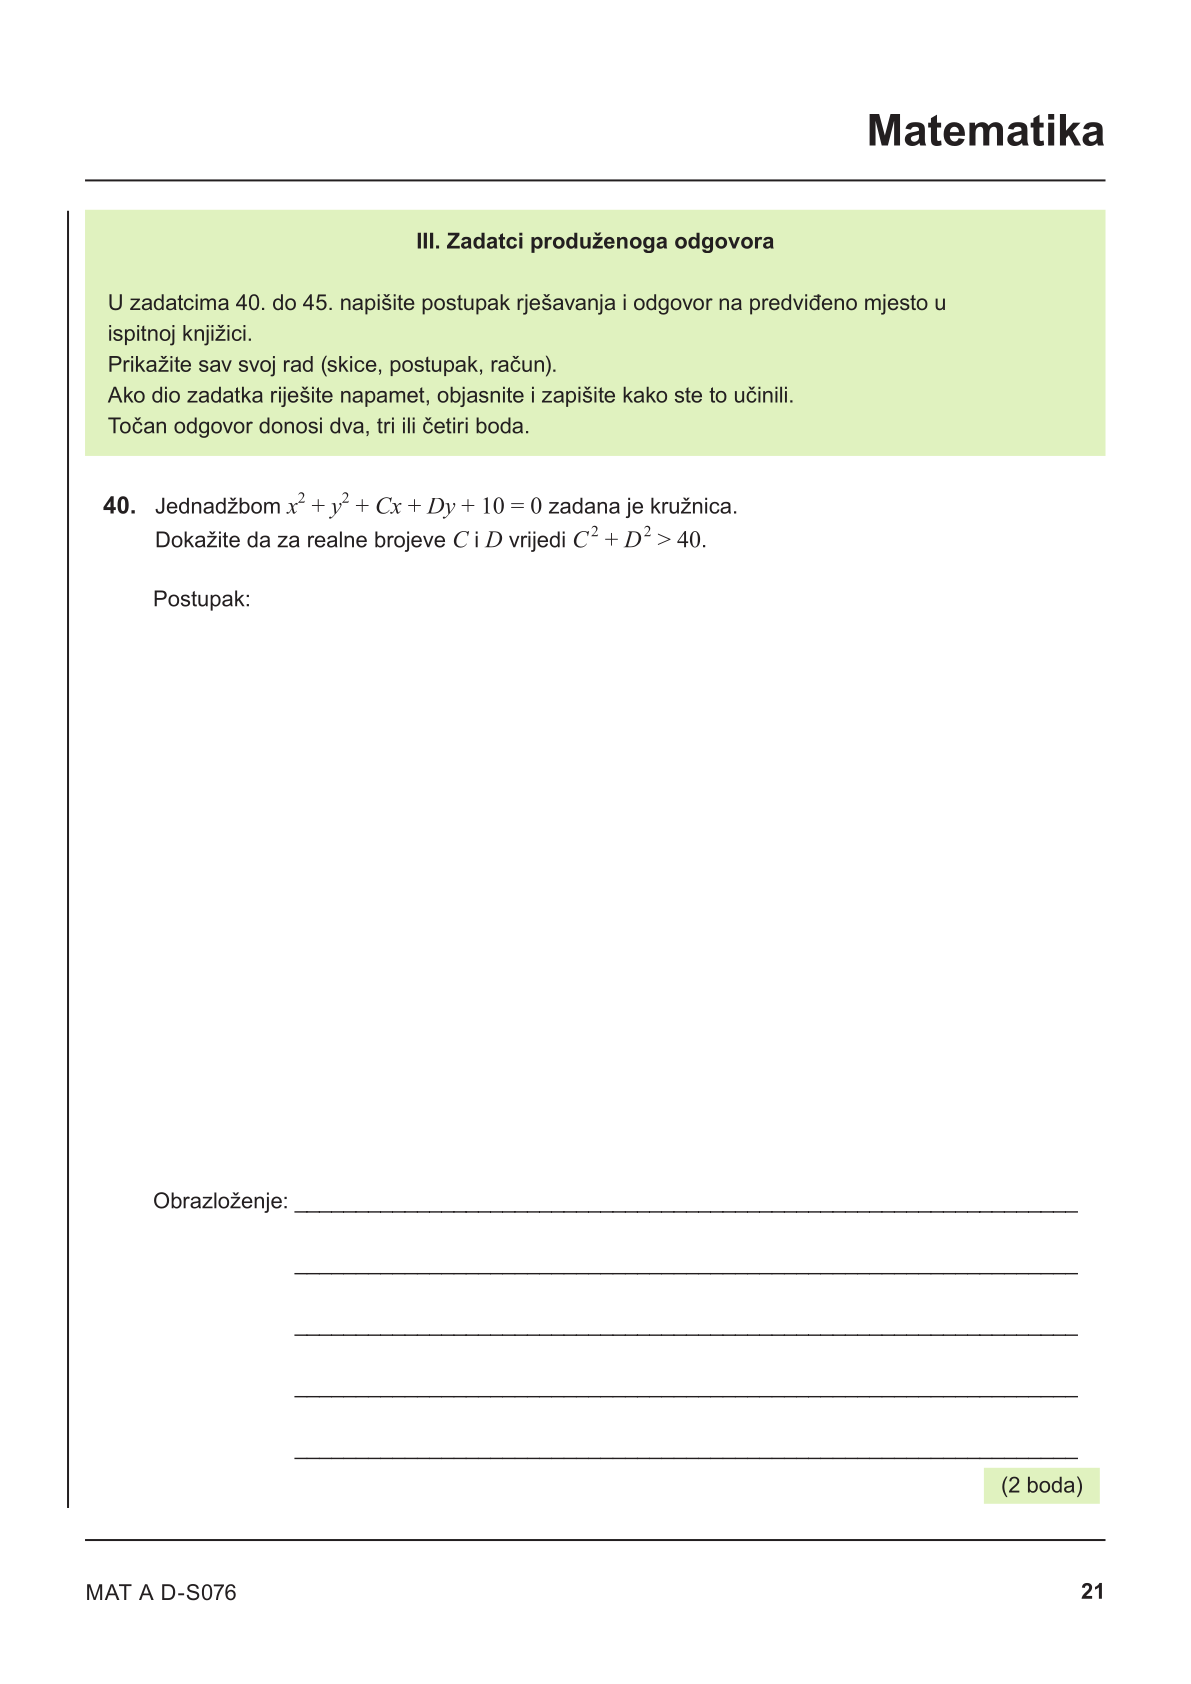 Matematika
III. Zadatci produženoga odgovora
U zadatcima 40. do 45. napišite postupak rješavanja i odgovor na predviđeno mjesto u
ispitnoj knjižici.
Prikažite sav svoj rad (skice, postupak, račun).
Ako dio zadatka riješite napamet, objasnite i zapišite kako ste to učinili.
Točan odgovor donosi dva, tri ili četiri boda.
40. Jednadžbom x² + y² + Cx + Dy + 10 = 0 zadana je kružnica.
Dokažite da za realne brojeve C i D vrijedi C² + D² > 40.
Postupak:
Obrazloženje:
(2 boda)
MAT A D-S076
21